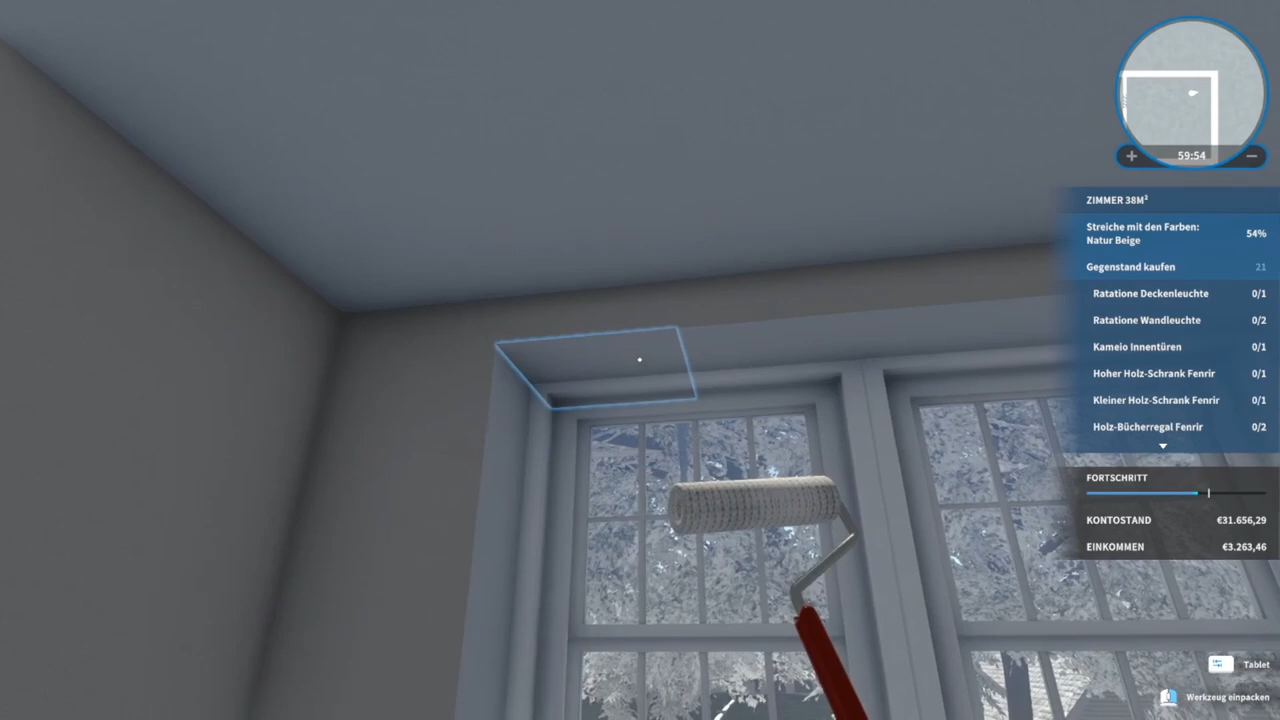 59:54
ZIMMER 38M²
Streiche mit den Farben:
Natur Beige 54%
Gegenstand kaufen 21
Ratatione Deckenleuchte 0/1
Ratatione Wandleuchte 0/2
Kameio Innentüren 0/1
Hoher Holz-Schrank Fenrir 0/1
Kleiner Holz-Schrank Fenrir 0/1
Holz-Bücherregal Fenrir 0/2
FORTSCHRITT
KONTOSTAND €31.656,29
EINKOMMEN €3.263,46
Tablet
Werkzeug einpacken